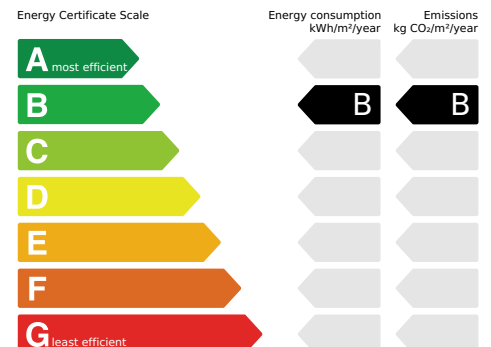 Energy Certificate Scale
Energy consumption
kWh/m²/year
Emissions
kg CO₂/m²/year
A most efficient
B B B
C
D
E
F
G least efficient